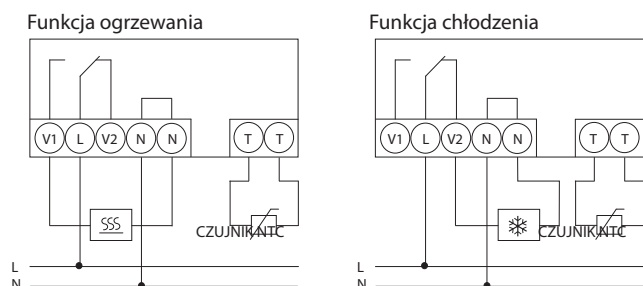 Funkcja ogrzewania
V1 L V2 N N T T
CZUJNIK NTC
L
N
Funkcja chłodzenia
V1 L V2 N N T T
CZUJNIK NTC
L
N